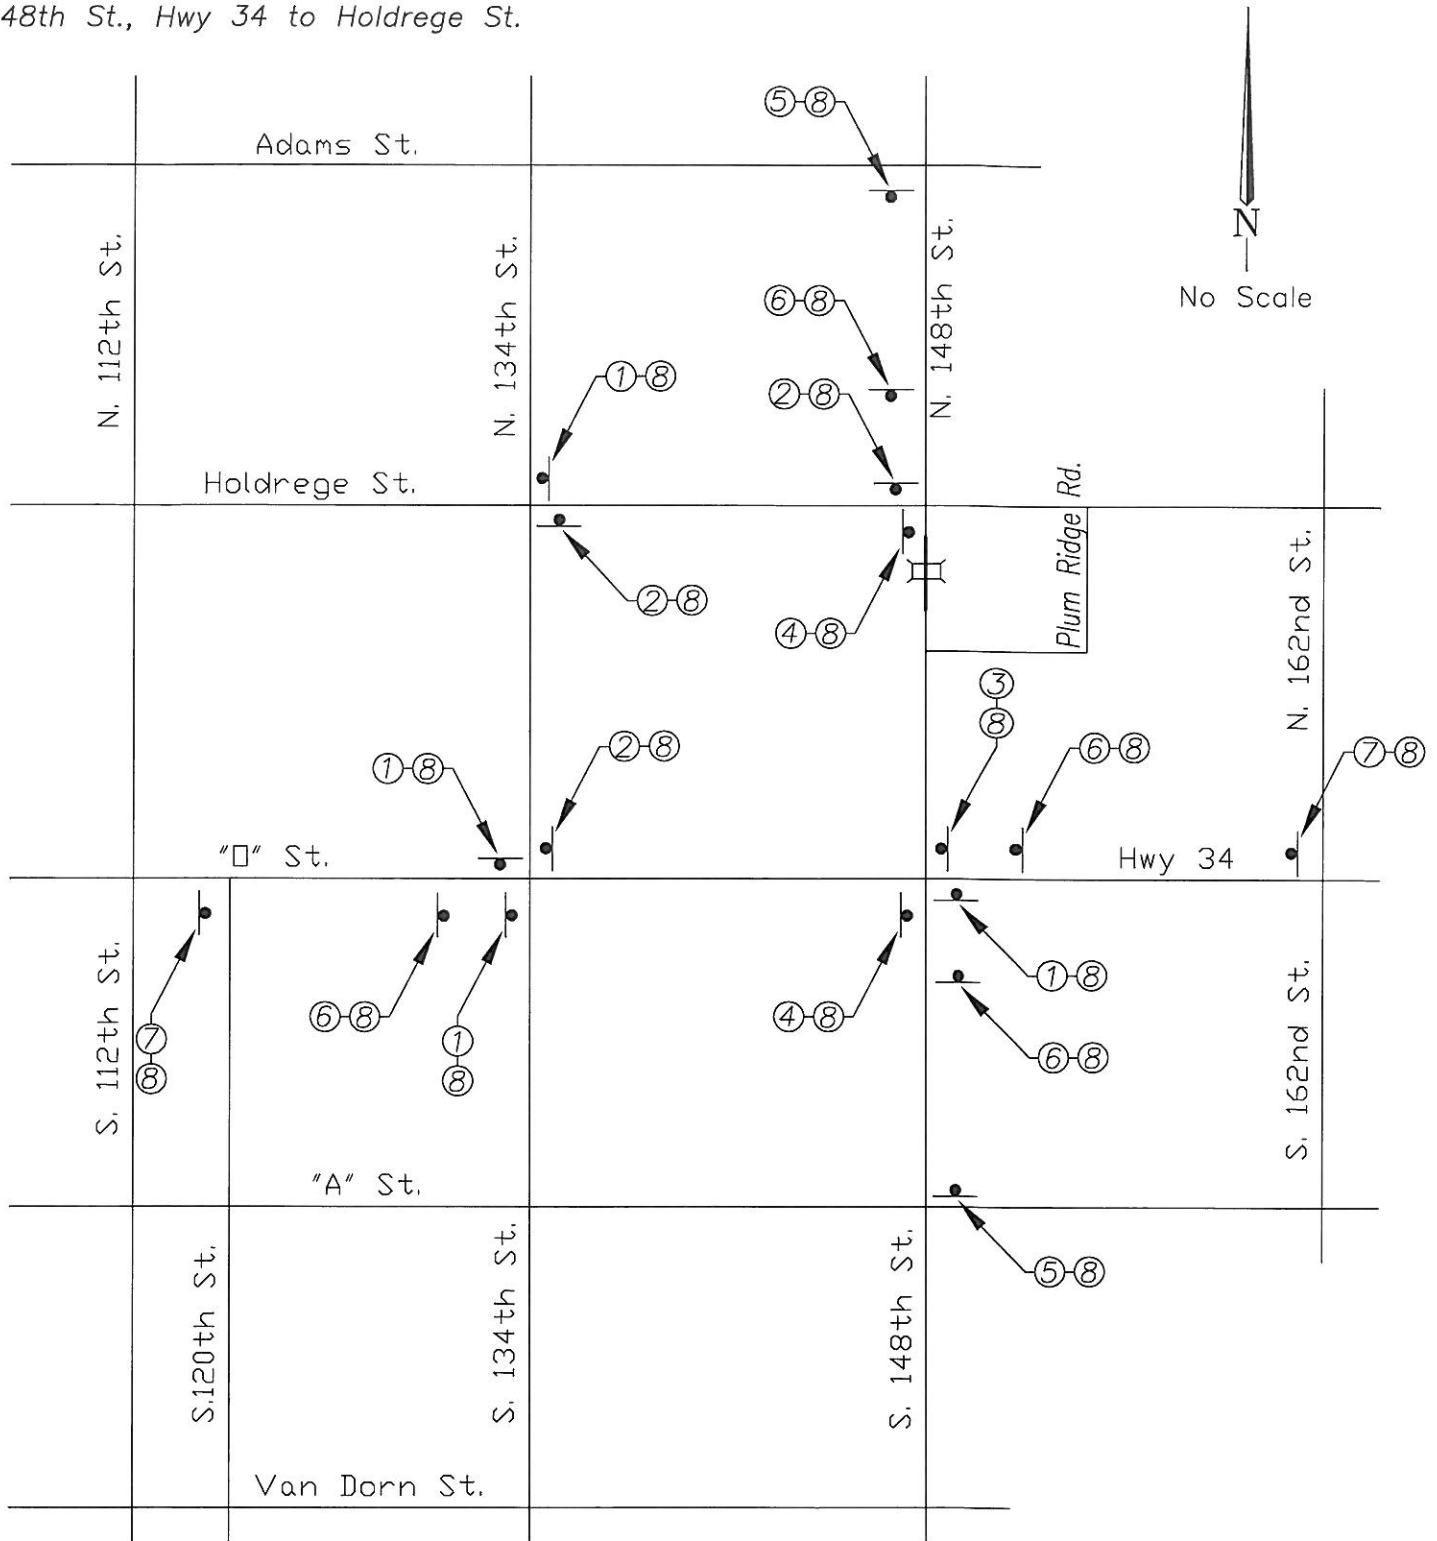 48th St., Hwy 34 to Holdrege St.
5-8
Adams St.
N
No Scale
N. 112th St.
N. 134th St.
N. 148th St.
6-8
1-8
2-8
Holdrege St.
Plum Ridge Rd.
2-8
4-8
N. 162nd St.
3
8
1-8
2-8
6-8
7-8
"O" St.
Hwy 34
S. 112th St.
7
8
6-8
1
8
4-8
1-8
6-8
S. 162nd St.
"A" St.
5-8
S.120th St.
S. 134th St.
S. 148th St.
Van Dorn St.